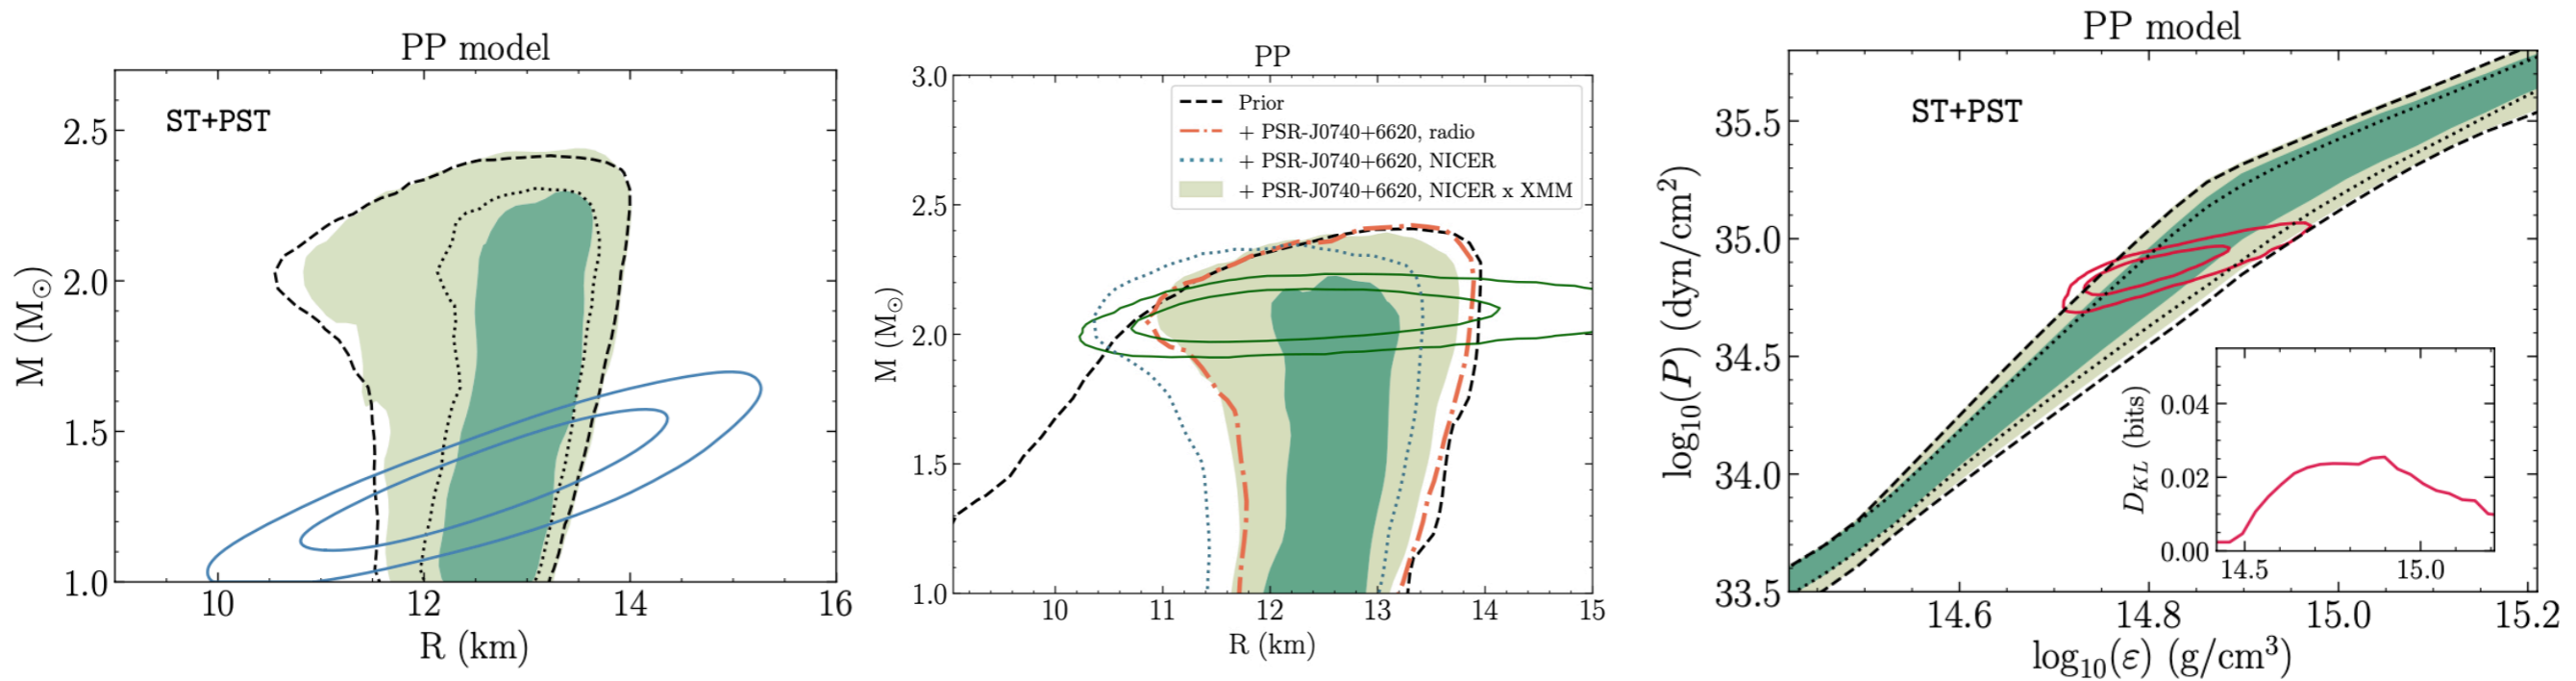 PP model
ST+PST
2.5
2.0
1.5
1.0
M (M⊙)
10 12 14 16
R (km)
PP
Prior
+ PSR-J0740+6620, radio
+ PSR-J0740+6620, NICER
+ PSR-J0740+6620, NICER x XMM
3.0
2.5
2.0
1.5
1.0
M (M⊙)
10 11 12 13 14 15
R (km)
PP model
ST+PST
35.5
35.0
34.5
34.0
33.5
log₁₀(P) (dyn/cm²)
0.04
0.02
0.00
D_KL (bits)
14.5 15.0
14.6 14.8 15.0 15.2
log₁₀(ε) (g/cm³)